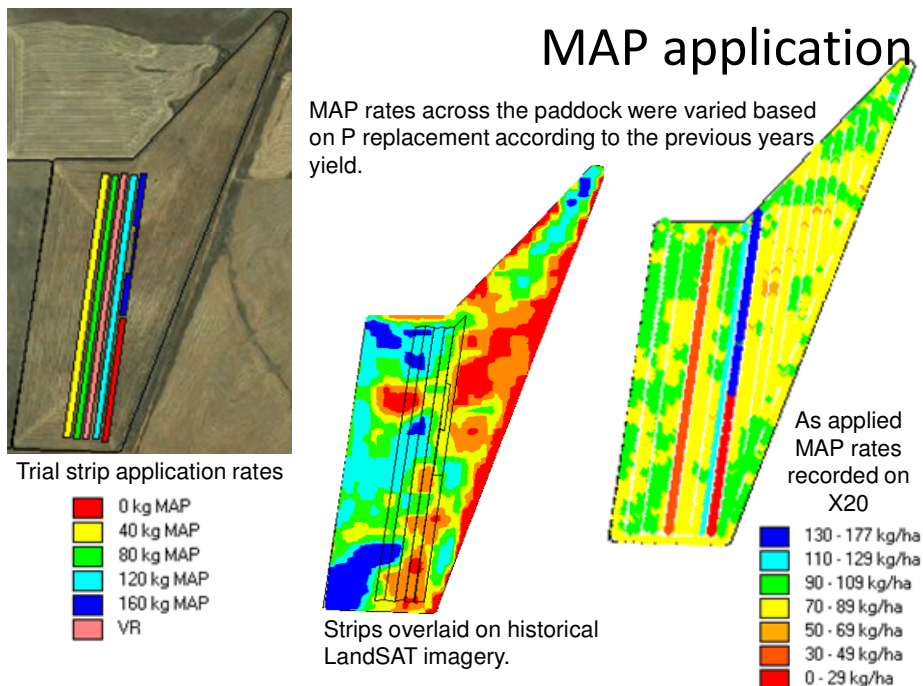 MAP application
MAP rates across the paddock were varied based
on P replacement according to the previous years
yield.
Trial strip application rates
0 kg MAP
40 kg MAP
80 kg MAP
120 kg MAP
160 kg MAP
VR
Strips overlaid on historical
LandSAT imagery.
As applied
MAP rates
recorded on
X20
130 - 177 kg/ha
110 - 129 kg/ha
90 - 109 kg/ha
70 - 89 kg/ha
50 - 69 kg/ha
30 - 49 kg/ha
0 - 29 kg/ha